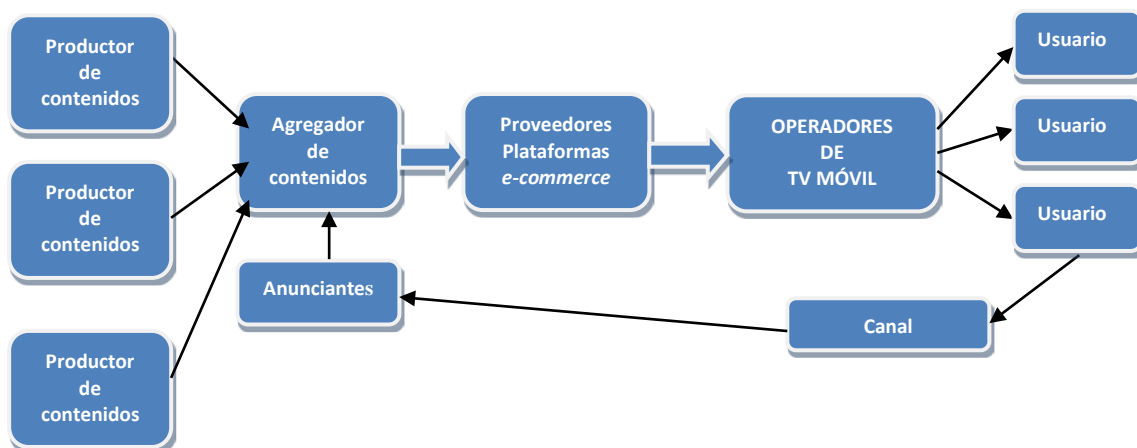 Productor
de
contenidos
Productor
de
contenidos
Productor
de
contenidos
Agregador
de
contenidos
Anunciantes
Proveedores
Plataformas
e-commerce
OPERADORES
DE
TV MÓVIL
Usuario
Usuario
Usuario
Canal